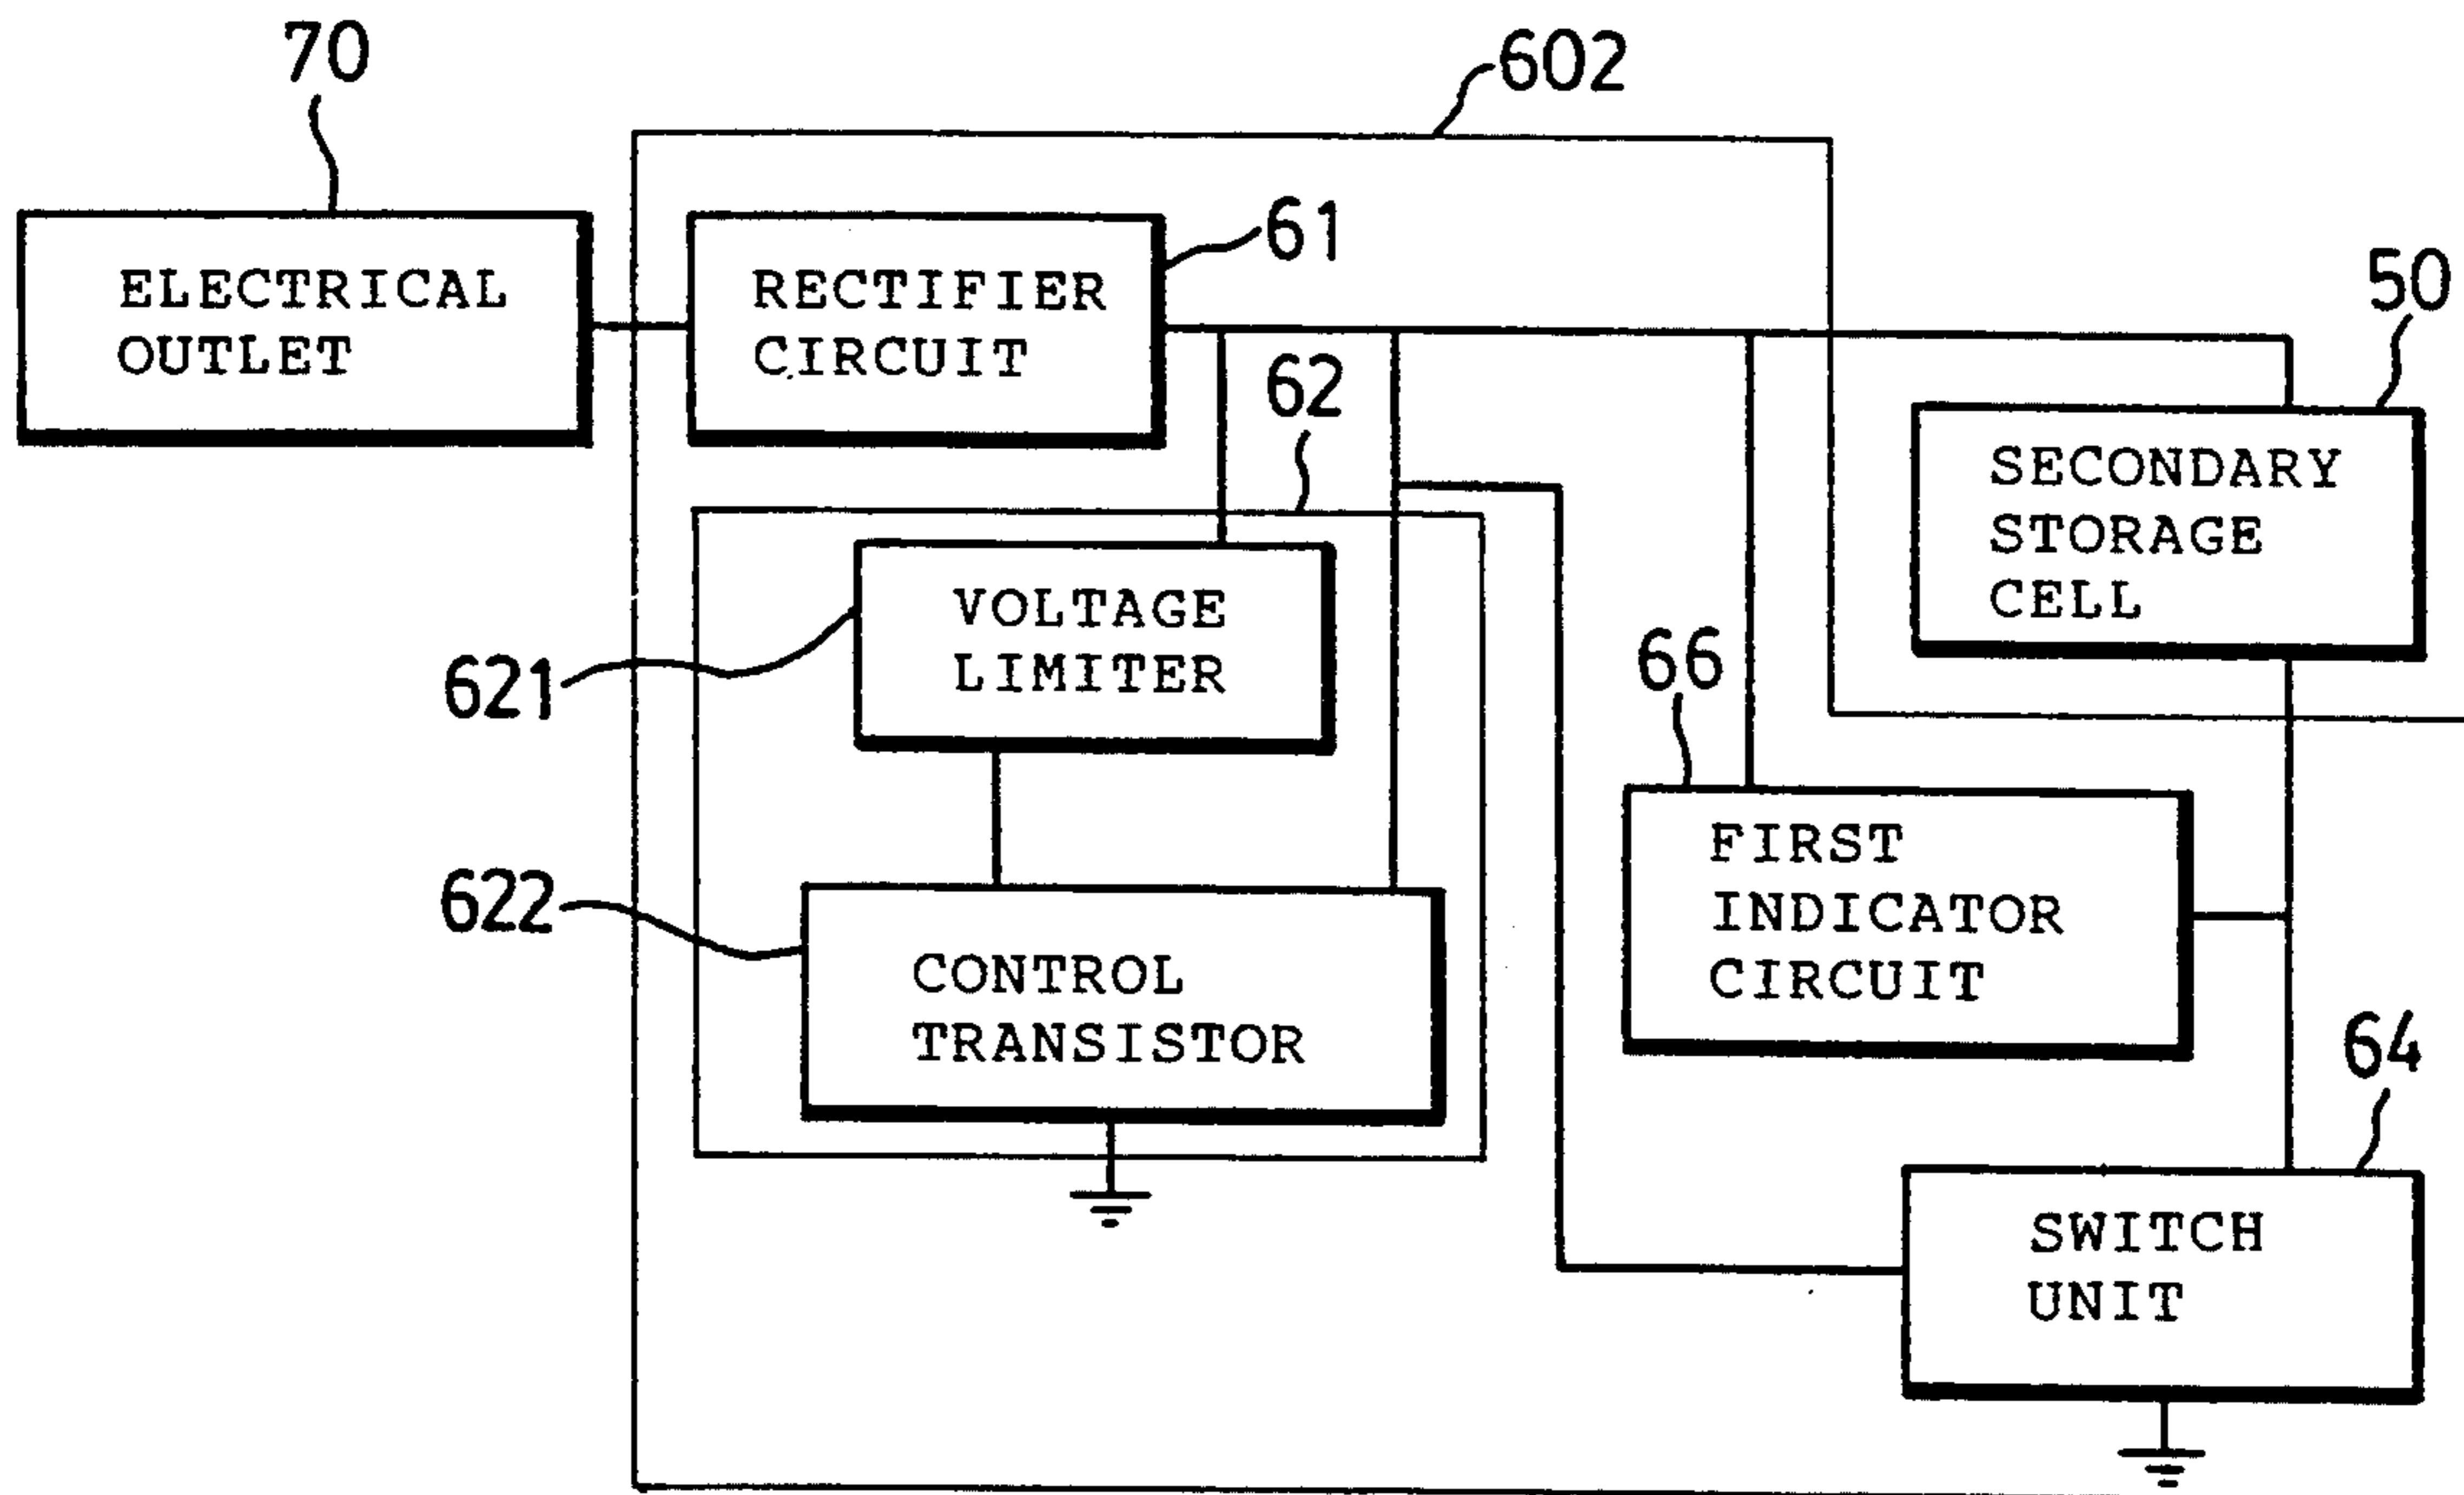 70
602
ELECTRICAL
OUTLET
RECTIFIER
CIRCUIT
61
50
SECONDARY
STORAGE
CELL
62
VOLTAGE
LIMITER
621
66
FIRST
INDICATOR
CIRCUIT
622
CONTROL
TRANSISTOR
64
SWITCH
UNIT